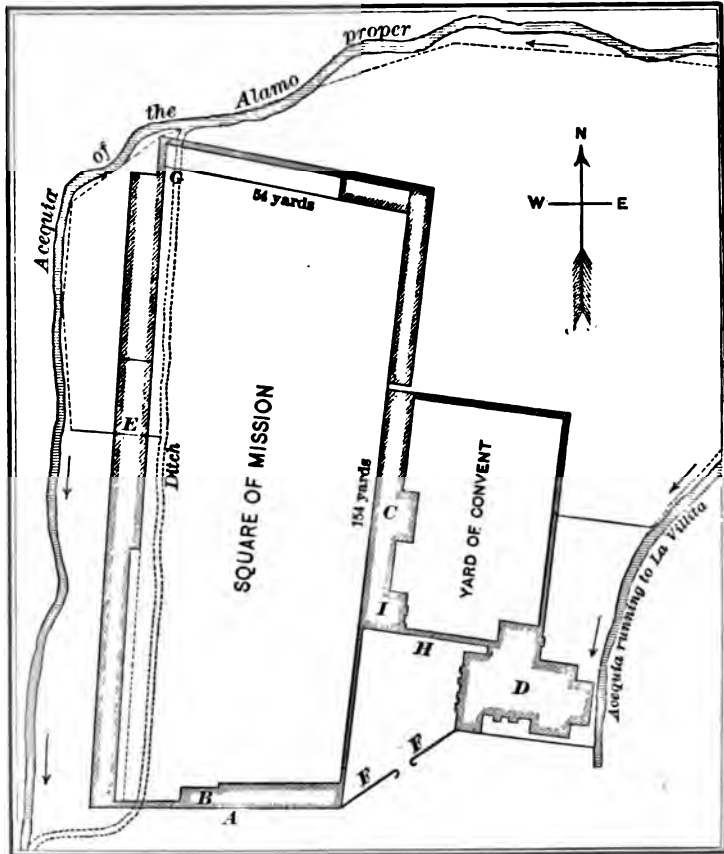 Acequia of the Alamo proper
N
W E
G
54 yards
E
Ditch
SQUARE OF MISSION
154 yards
C
YARD OF CONVENT
I
H
D
Acequia running to La Villita
F F
B
A